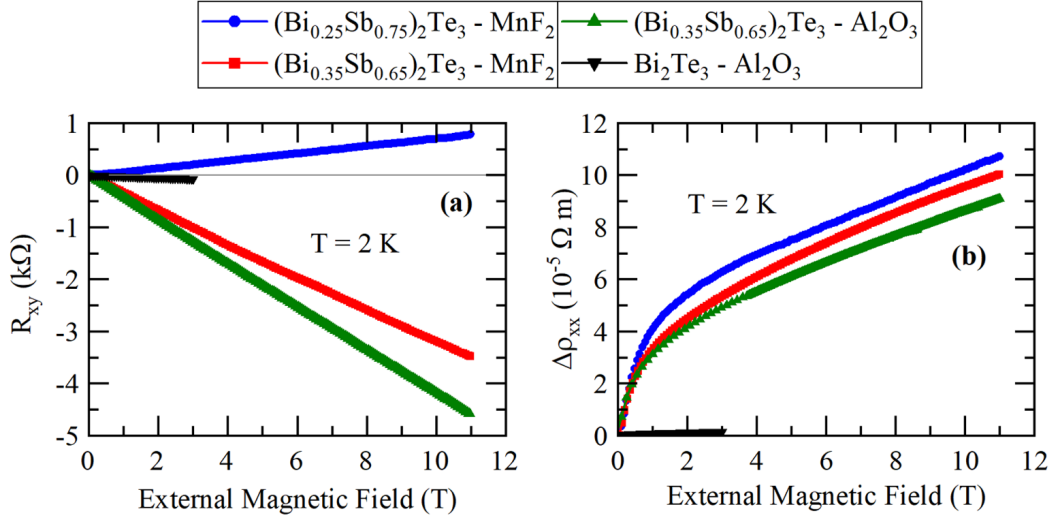 (Bi₀.₂₅Sb₀.₇₅)₂Te₃ - MnF₂
(Bi₀.₃₅Sb₀.₆₅)₂Te₃ - Al₂O₃
(Bi₀.₃₅Sb₀.₆₅)₂Te₃ - MnF₂
Bi₂Te₃ - Al₂O₃
1
0
-1
-2
-3
-4
-5
R_xy (kΩ)
(a)
T = 2 K
0 2 4 6 8 10 12
External Magnetic Field (T)
12
10
8
6
4
2
0
Δρ_xx (10⁻⁵ Ω m)
T = 2 K
(b)
0 2 4 6 8 10 12
External Magnetic Field (T)